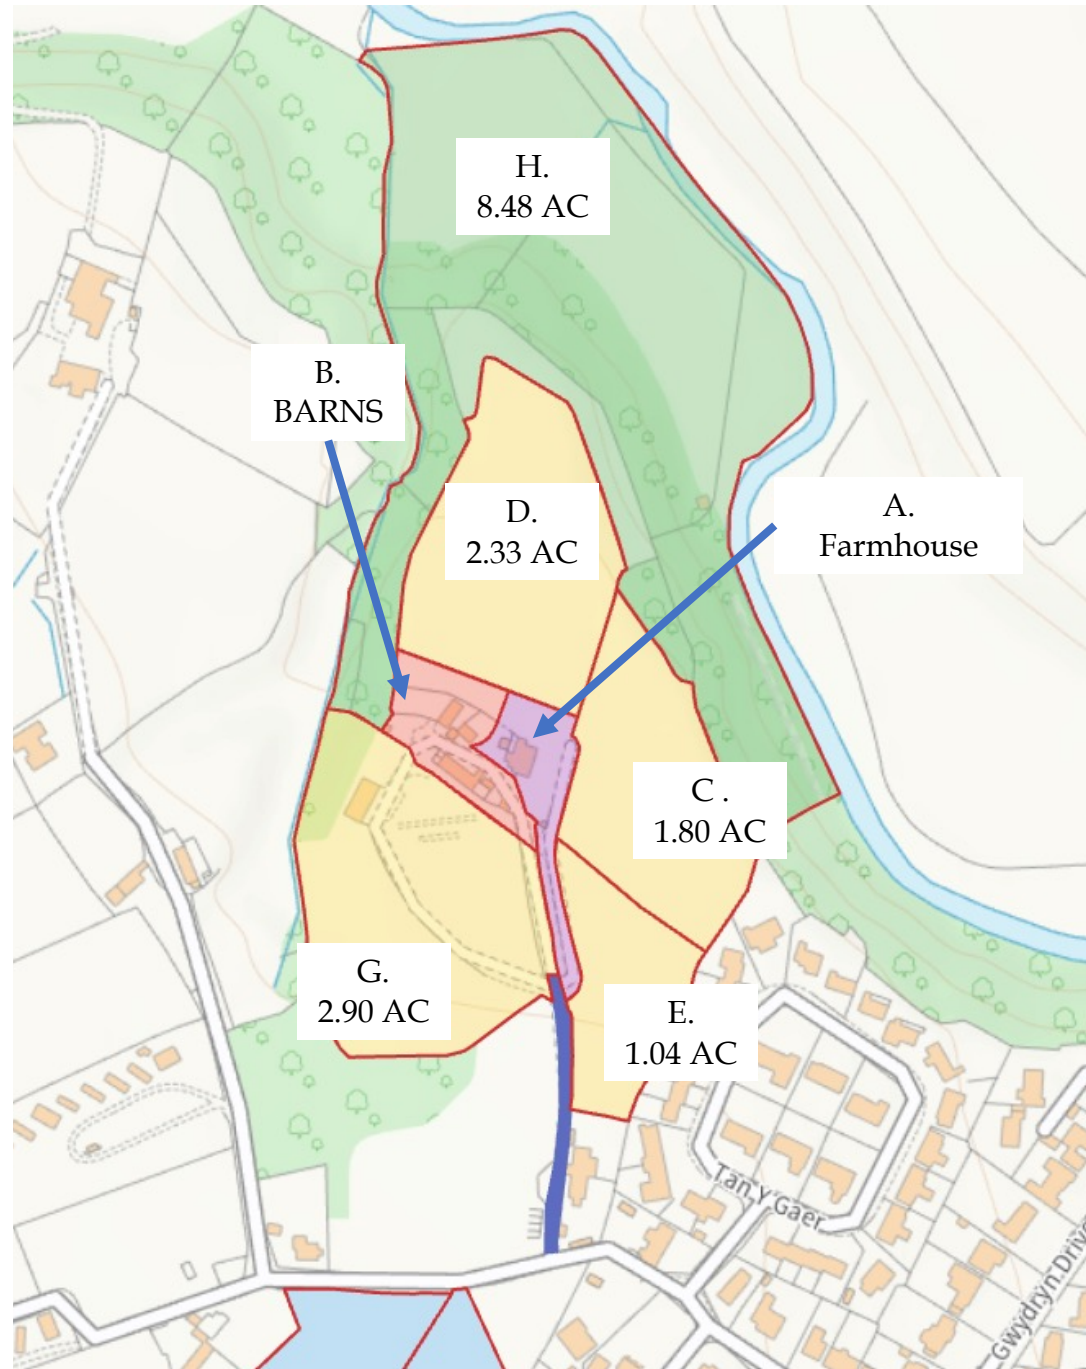 H.
8.48 AC
B.
BARNS
D.
2.33 AC
A.
Farmhouse
C .
1.80 AC
G.
2.90 AC
E.
1.04 AC
Tan Y Gaer
Gwydryn Drive